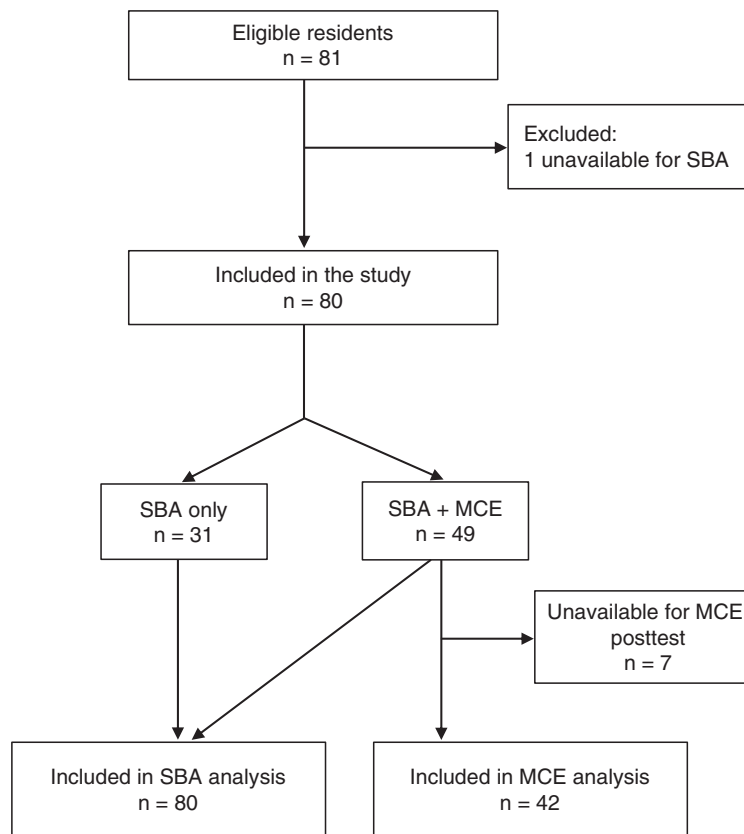 Eligible residents
n = 81
Excluded:
1 unavailable for SBA
Included in the study
n = 80
SBA only
n = 31
SBA + MCE
n = 49
Unavailable for MCE
posttest
n = 7
Included in SBA analysis
n = 80
Included in MCE analysis
n = 42